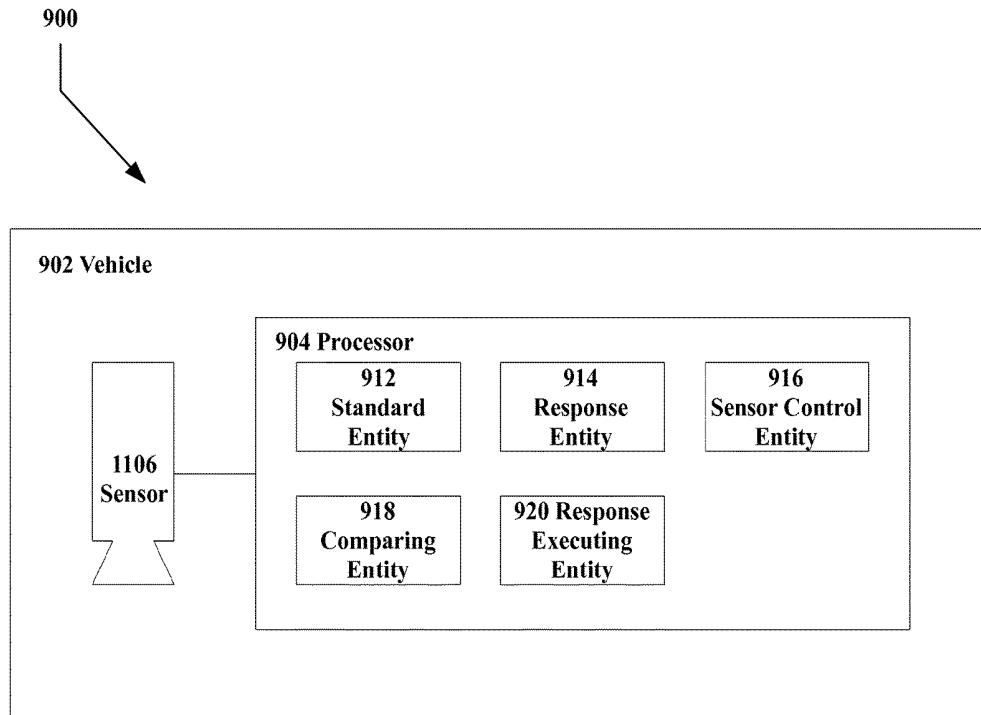 900
902 Vehicle
904 Processor
912
Standard
Entity
914
Response
Entity
916
Sensor Control
Entity
1106
Sensor
918
Comparing
Entity
920 Response
Executing
Entity